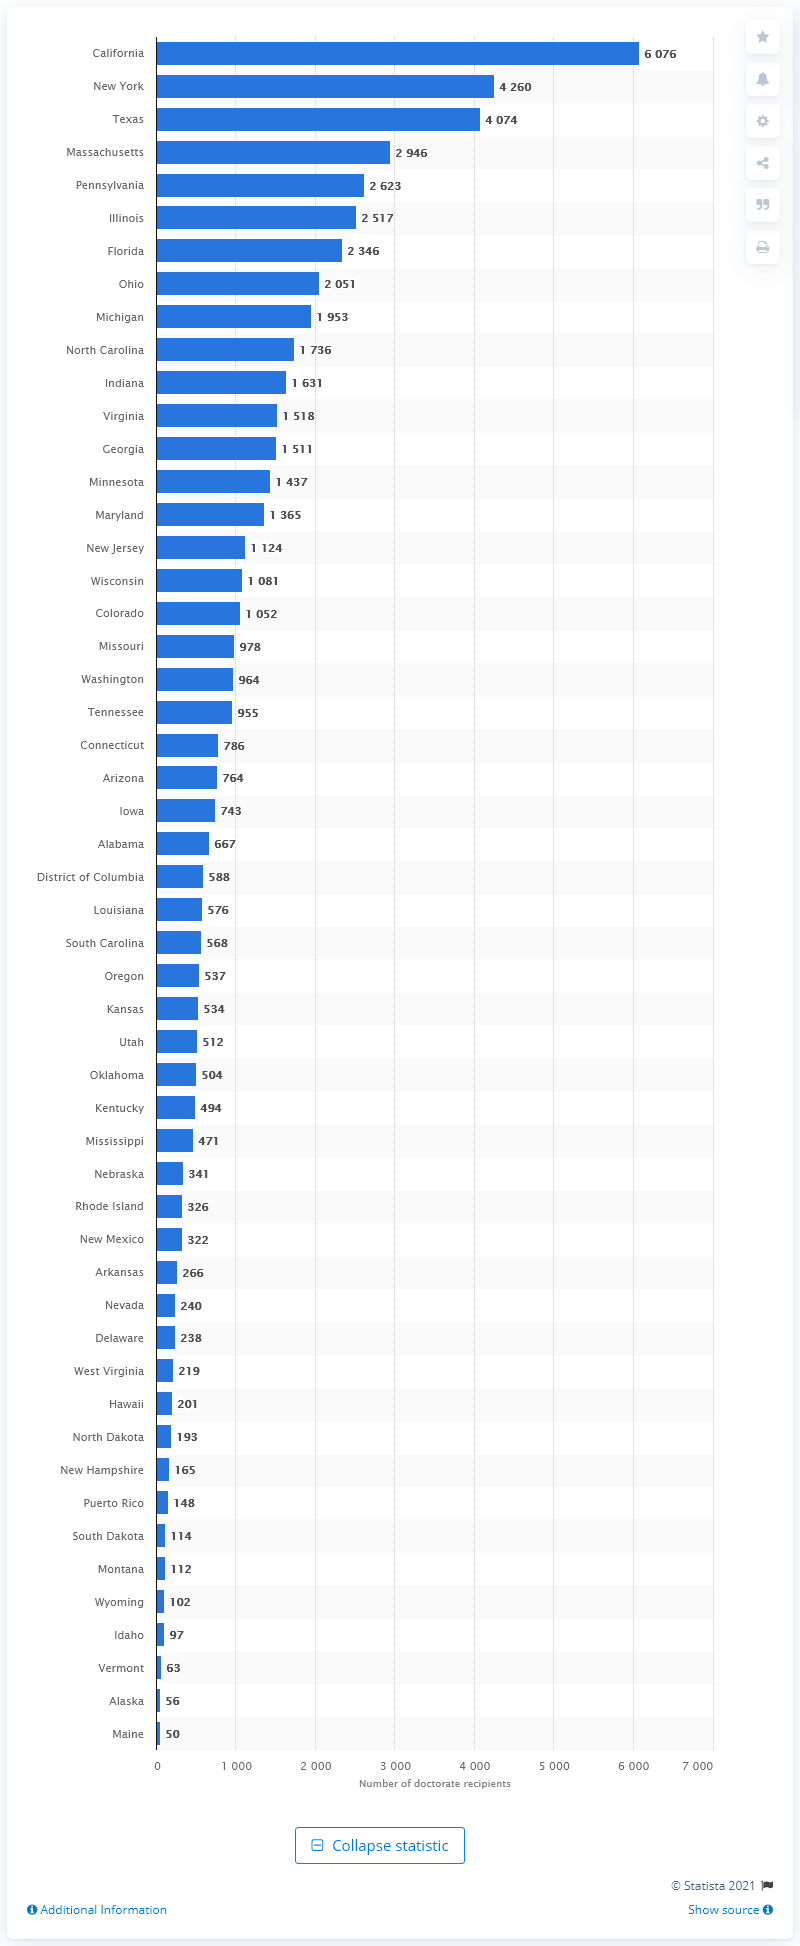 California 6 076
New York 4 260
Texas 4 074
Massachusetts 2 946
Pennsylvania 2 623
Illinois 2 517
Florida 2 346
Ohio 2 051
Michigan 1 953
North Carolina 1 736
Indiana 1 631
Virginia 1 518
Georgia 1 511
Minnesota 1 437
Maryland 1 365
New Jersey 1 124
Wisconsin 1 081
Colorado 1 052
Missouri 978
Washington 964
Tennessee 955
Connecticut 786
Arizona 764
Iowa 743
Alabama 667
District of Columbia 588
Louisiana 576
South Carolina 568
Oregon 537
Kansas 534
Utah 512
Oklahoma 504
Kentucky 494
Mississippi 471
Nebraska 341
Rhode Island 326
New Mexico 322
Arkansas 266
Nevada 240
Delaware 238
West Virginia 219
Hawaii 201
North Dakota 193
New Hampshire 165
Puerto Rico 148
South Dakota 114
Montana 112
Wyoming 102
Idaho 97
Vermont 63
Alaska 56
Maine 50
0 1 000 2 000 3 000 4 000 5 000 6 000 7 000
Number of doctorate recipients
Collapse statistic
© Statista 2021
Additional Information Show source